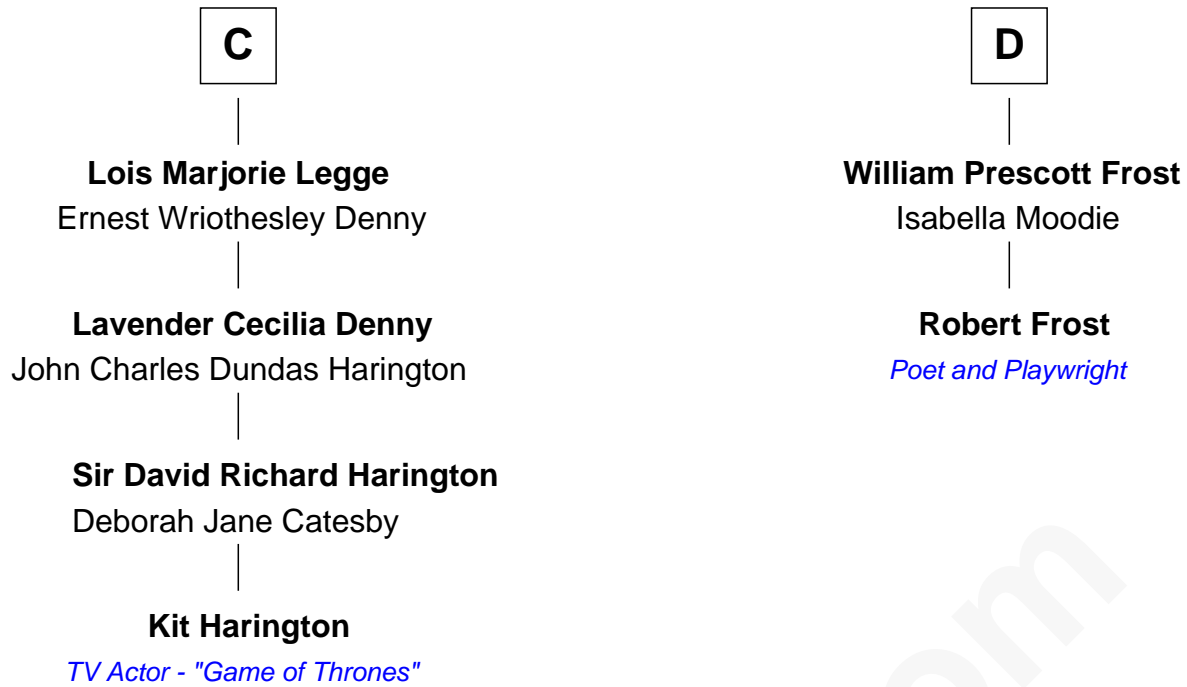 C
Lois Marjorie Legge
Ernest Wriothesley Denny
Lavender Cecilia Denny
John Charles Dundas Harington
Sir David Richard Harington
Deborah Jane Catesby
Kit Harington
TV Actor - "Game of Thrones"
D
William Prescott Frost
Isabella Moodie
Robert Frost
Poet and Playwright
om